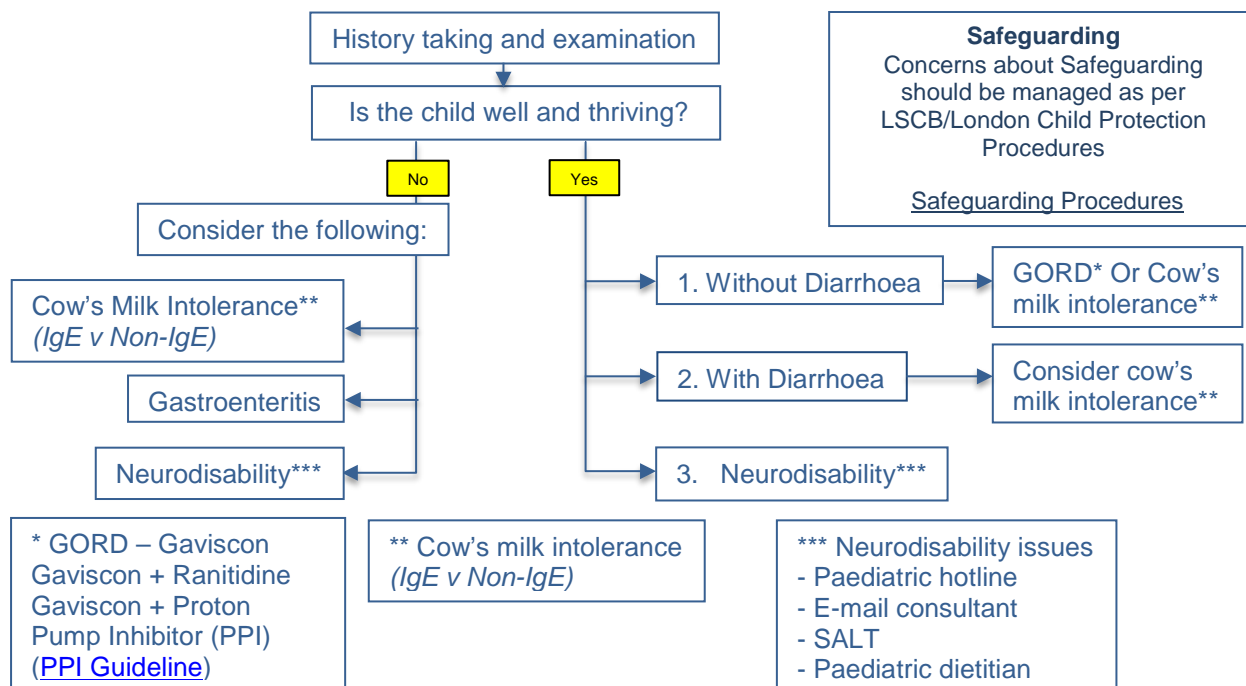 History taking and examination
Safeguarding
Concerns about Safeguarding
should be managed as per
LSCB/London Child Protection
Procedures
Safeguarding Procedures
Is the child well and thriving?
No
Yes
Consider the following:
Cow’s Milk Intolerance**
(IgE v Non-IgE)
Gastroenteritis
Neurodisability***
1. Without Diarrhoea
GORD* Or Cow’s
milk intolerance**
2. With Diarrhoea
Consider cow’s
milk intolerance**
3. Neurodisability***
* GORD – Gaviscon
Gaviscon + Ranitidine
Gaviscon + Proton
Pump Inhibitor (PPI)
(PPI Guideline)
** Cow’s milk intolerance
(IgE v Non-IgE)
*** Neurodisability issues
- Paediatric hotline
- E-mail consultant
- SALT
- Paediatric dietitian